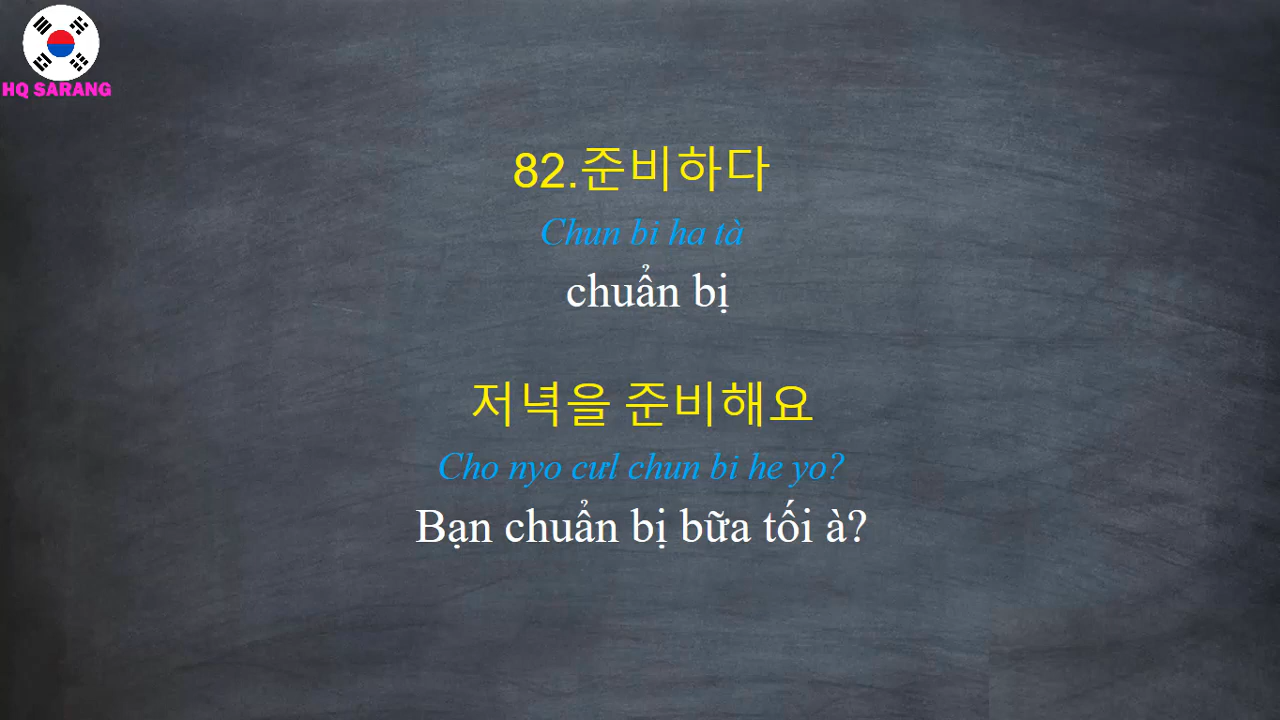 HQ SARANG
82.준비하다
Chun bi ha tà
chuẩn bị
저녁을 준비해요
Cho nyo cưl chun bi he yo?
Bạn chuẩn bị bữa tối à?